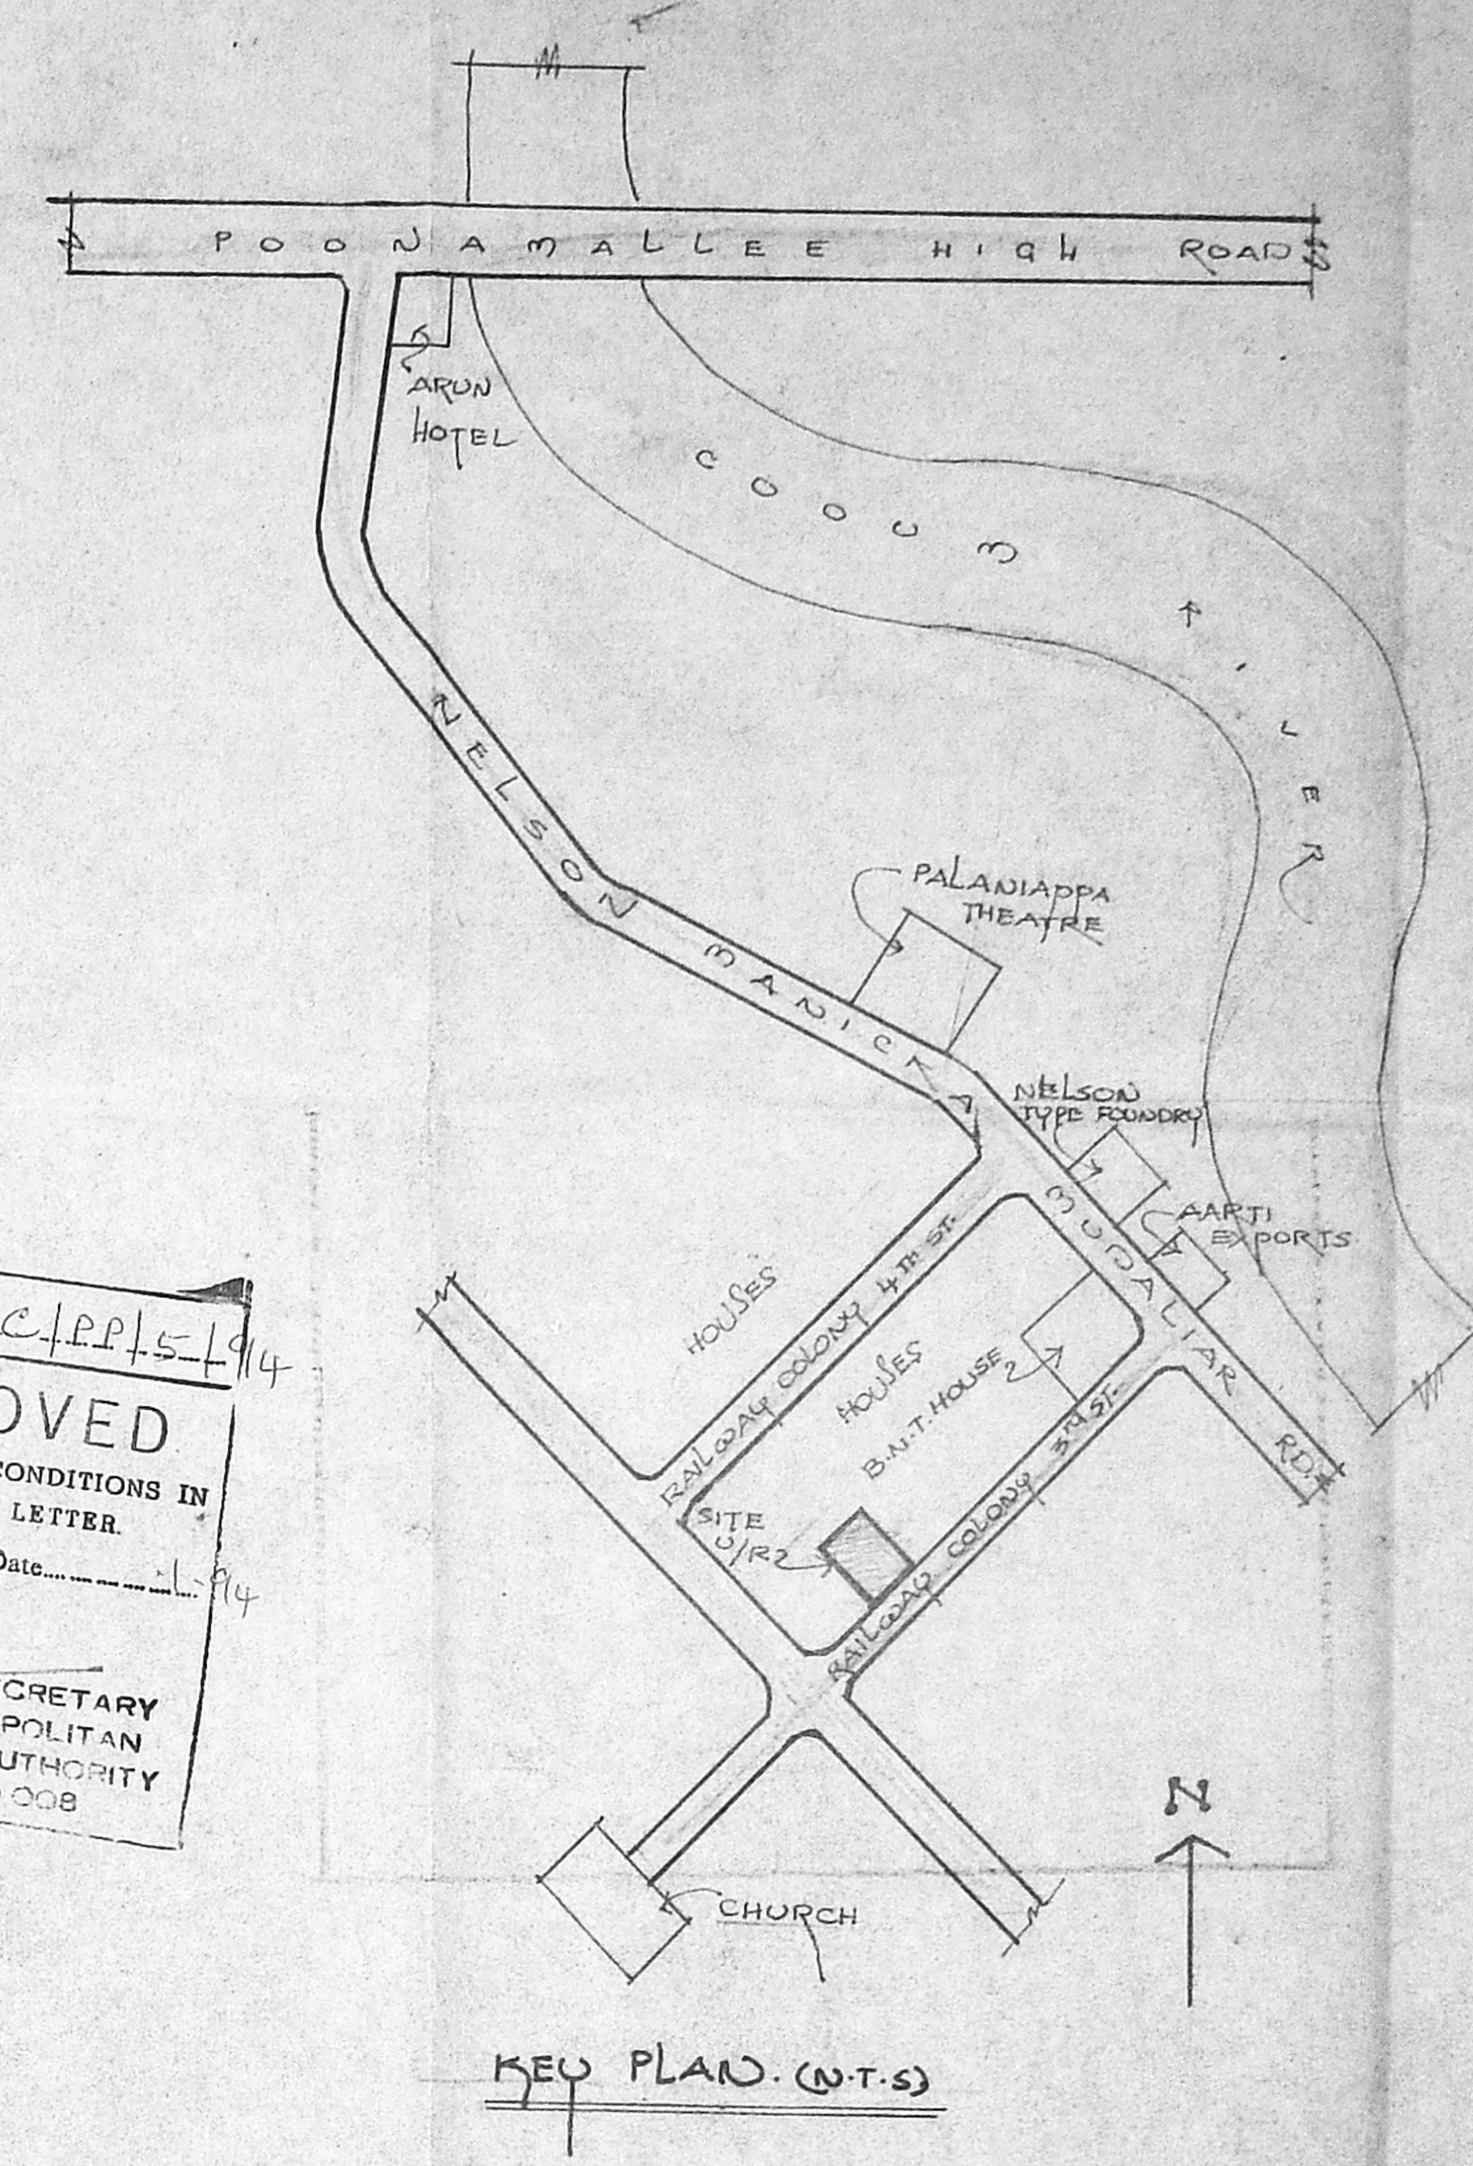 POONAMALLEE HIGH ROAD
ARUN
HOTEL
COOUM RIVER
NELSON MANICKA MUDALIAR RD.
PALANIAPPA
THEATRE
NELSON
TYPE FOUNDRY
AARTI
EXPORTS
HOUSES
RAILWAY COLONY 4TH ST.
HOUSES
B.N.T. HOUSE
RAILWAY COLONY 3rd ST.
SITE
U/R
CHURCH
N
KEY PLAN. (N.T.S)
C/PP/5/94
OVED
CONDITIONS IN
LETTER.
Date
CRETARY
POLITAN
UTHORITY
008